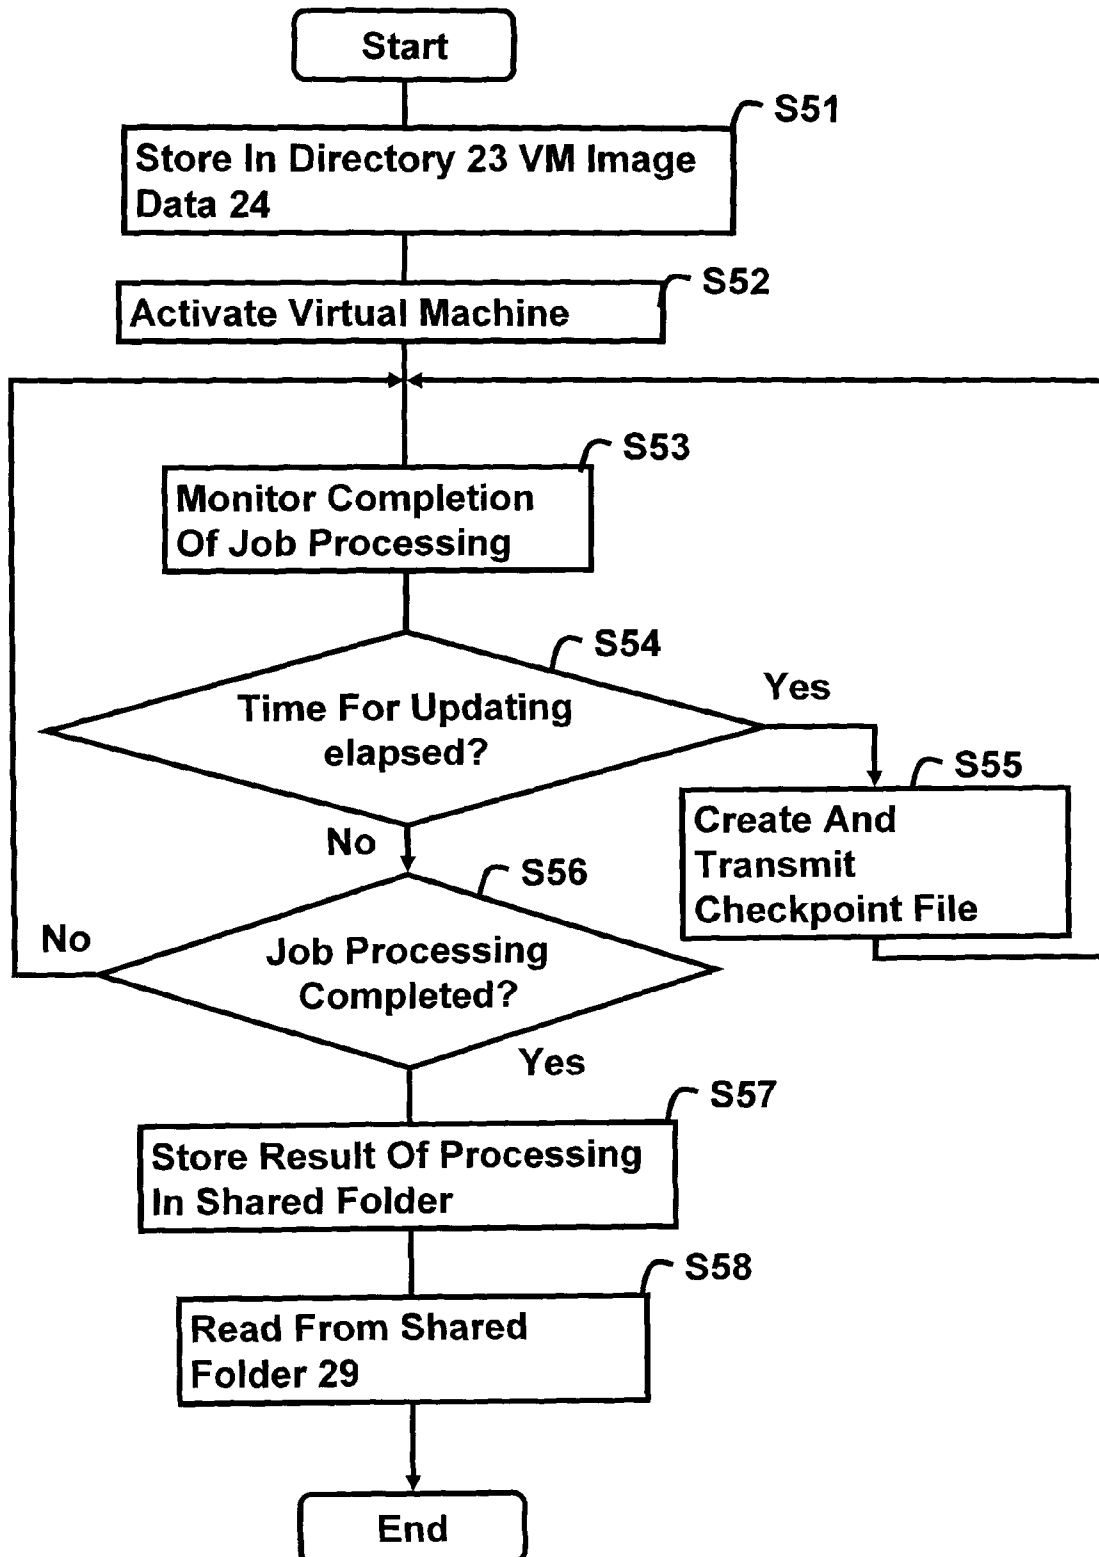 Start
S51
Store In Directory 23 VM Image
Data 24
S52
Activate Virtual Machine
S53
Monitor Completion
Of Job Processing
S54
Time For Updating
elapsed?
Yes
S55
Create And
Transmit
Checkpoint File
No
S56
Job Processing
Completed?
No
Yes
S57
Store Result Of Processing
In Shared Folder
S58
Read From Shared
Folder 29
End